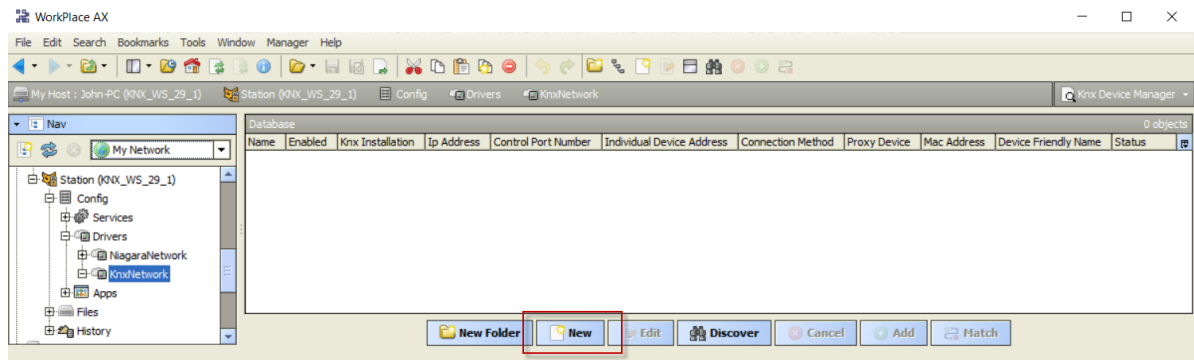 WorkPlace AX
File Edit Search Bookmarks Tools Window Manager Help
My Host : John-PC (KNX_WS_29_1) Station (KNX_WS_29_1) Config Drivers KnxNetwork Knx Device Manager
Nav Database 0 objects
My Network Name Enabled Knx Installation Ip Address Control Port Number Individual Device Address Connection Method Proxy Device Mac Address Device Friendly Name Status
Station (KNX_WS_29_1)
Config
Services
Drivers
NiagaraNetwork
KnxNetwork
Apps
Files
History
New Folder New Edit Discover Cancel Add Match